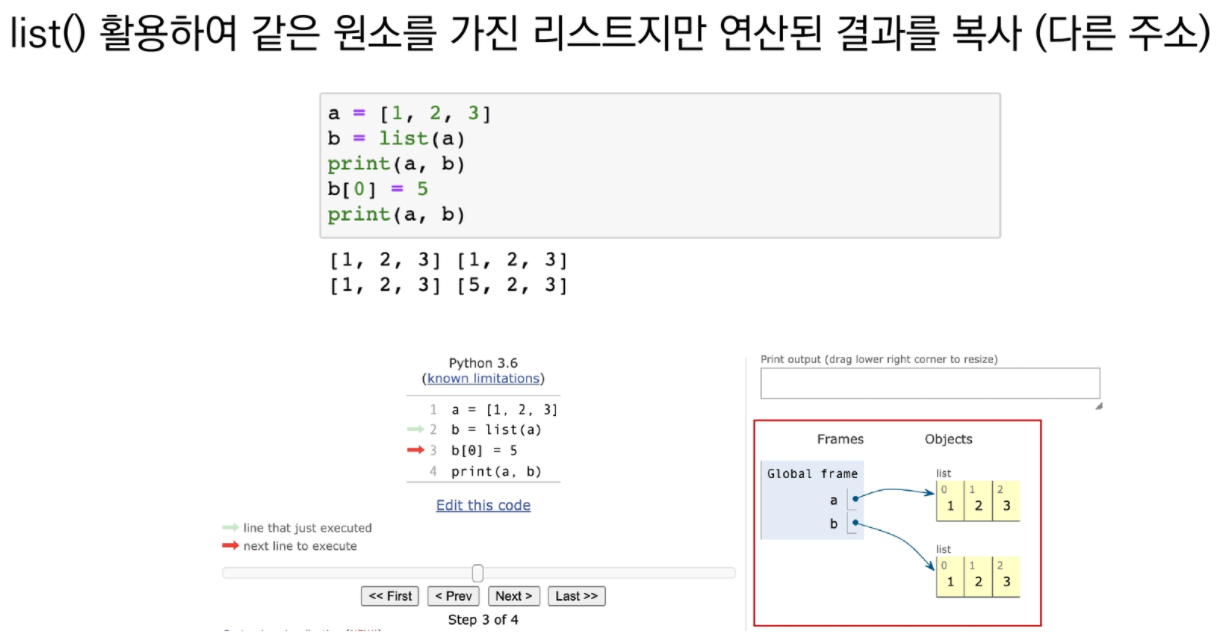 list() 활용하여 같은 원소를 가진 리스트지만 연산된 결과를 복사 (다른 주소)
a = [1, 2, 3]
b = list(a)
print(a, b)
b[0] = 5
print(a, b)
[1, 2, 3] [1, 2, 3]
[1, 2, 3] [5, 2, 3]
Python 3.6
(known limitations)
1 a = [1, 2, 3]
2 b = list(a)
3 b[0] = 5
4 print(a, b)
Edit this code
line that just executed
next line to execute
<< First < Prev Next > Last >>
Step 3 of 4
Print output (drag lower right corner to resize)
Frames Objects
Global frame
a
b
list
0 1 2
1 2 3
list
0 1 2
1 2 3